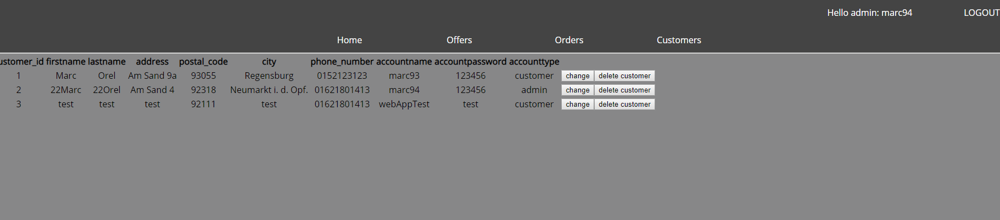 Hello admin: marc94 LOGOUT
Home Offers Orders Customers
ustomer_id firstname lastname address postal_code city phone_number accountname accountpassword accounttype
1 Marc Orel Am Sand 9a 93055 Regensburg 0152123123 marc93 123456 customer change delete customer
2 22Marc 22Orel Am Sand 4 92318 Neumarkt i. d. Opf. 01621801413 marc94 123456 admin change delete customer
3 test test test 92111 test 01621801413 webAppTest test customer change delete customer